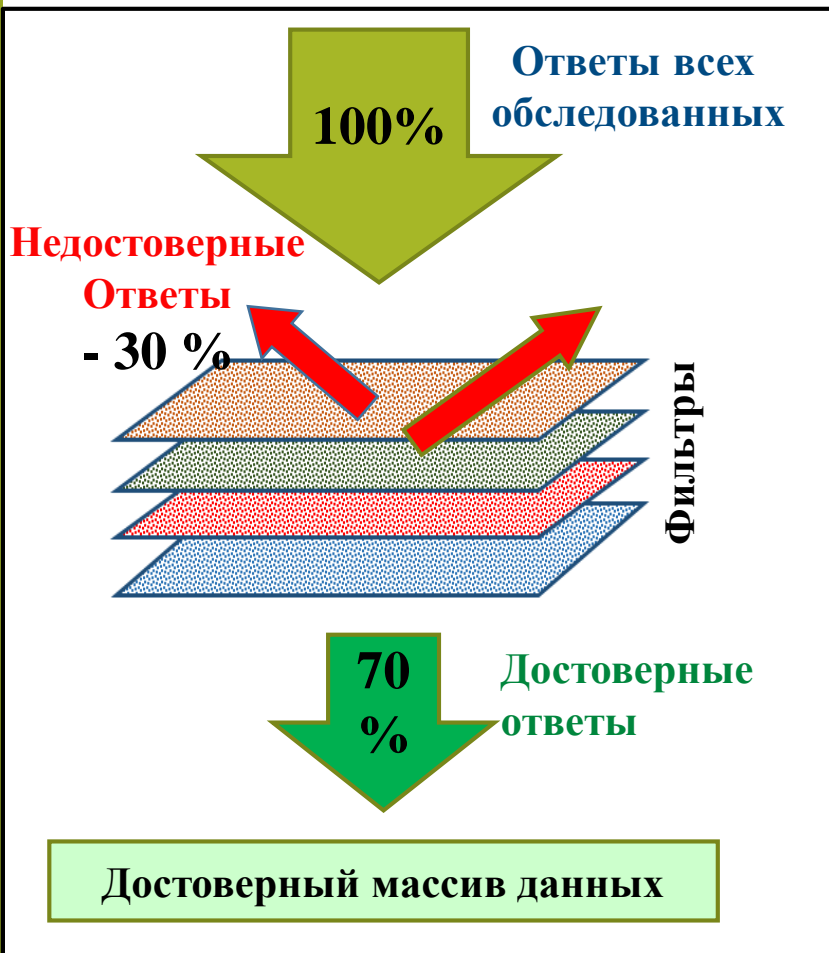 Ответы всех
обследованных
100%
Недостоверные
Ответы
- 30 %
Фильтры
70
%
Достоверные
ответы
Достоверный массив данных